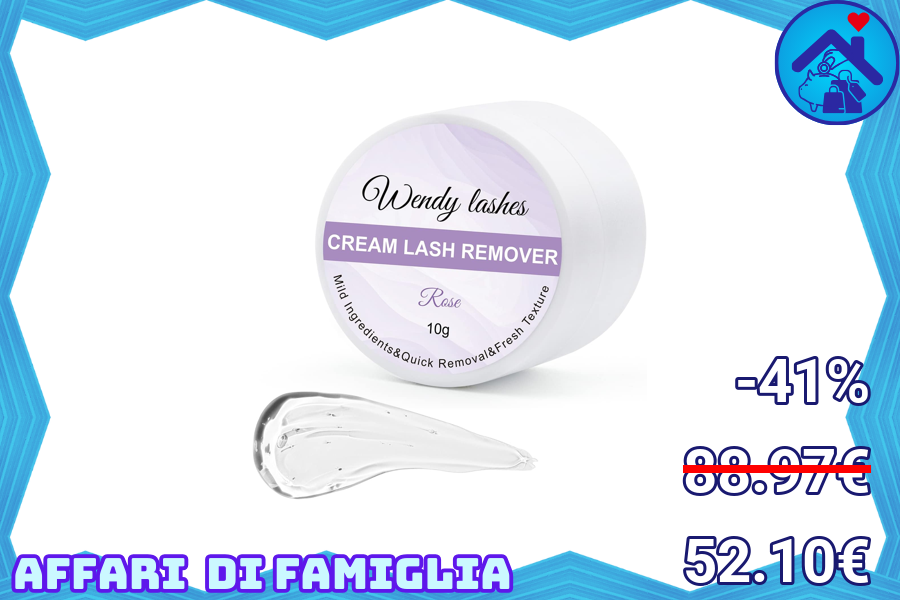 Wendy lashes
CREAM LASH REMOVER
Rose
10g
Mild Ingredients&Quick Removal&Fresh Texture
-41%
88.97€
52.10€
AFFARI DI FAMIGLIA